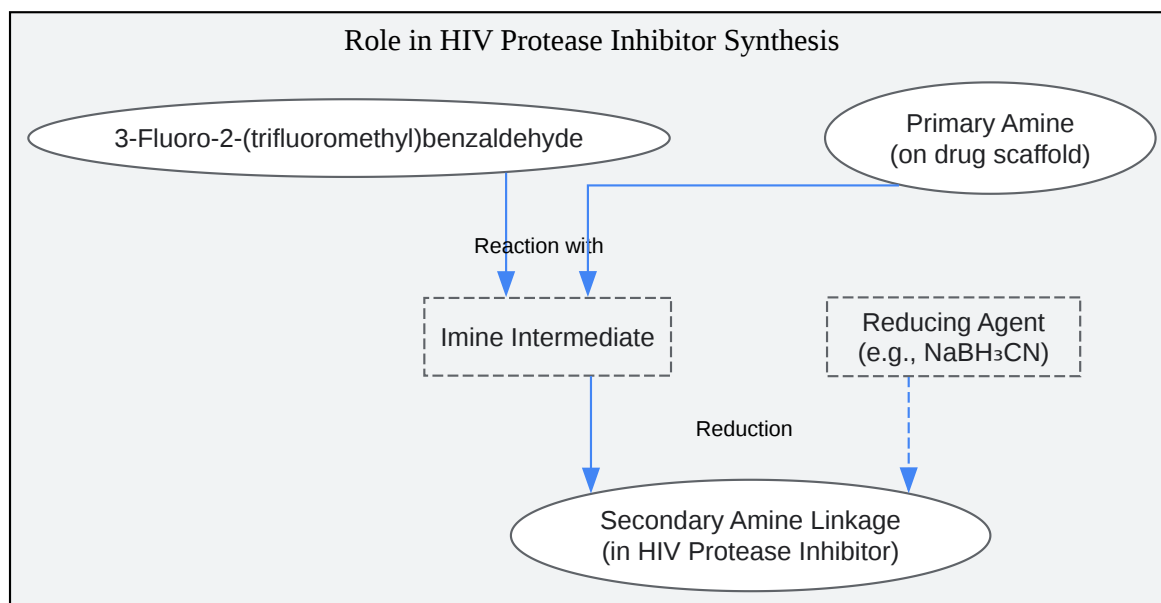 Role in HIV Protease Inhibitor Synthesis
3-Fluoro-2-(trifluoromethyl)benzaldehyde
Primary Amine
(on drug scaffold)
Reaction with
Imine Intermediate
Reducing Agent
(e.g., NaBH₃CN)
Reduction
Secondary Amine Linkage
(in HIV Protease Inhibitor)